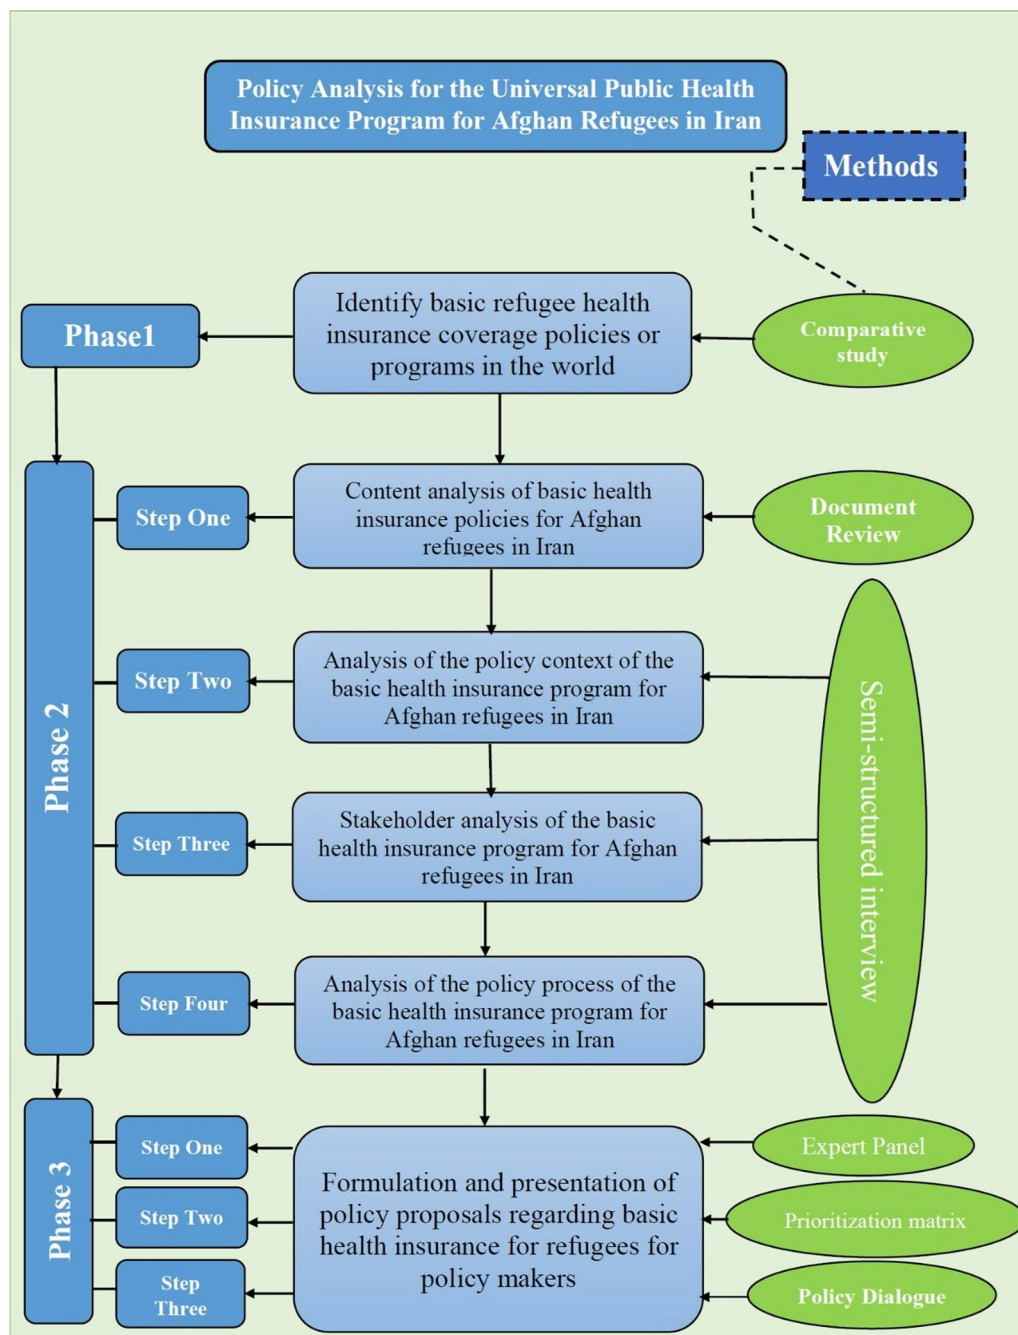 Policy Analysis for the Universal Public Health
Insurance Program for Afghan Refugees in Iran
Methods
Phase1
Identify basic refugee health
insurance coverage policies or
programs in the world
Comparative
study
Phase 2
Step One
Content analysis of basic health
insurance policies for Afghan
refugees in Iran
Document
Review
Step Two
Analysis of the policy context of the
basic health insurance program for
Afghan refugees in Iran
Semi-structured interview
Step Three
Stakeholder analysis of the basic
health insurance program for Afghan
refugees in Iran
Step Four
Analysis of the policy process of the
basic health insurance program for
Afghan refugees in Iran
Phase 3
Step One
Step Two
Step
Three
Formulation and presentation of
policy proposals regarding basic
health insurance for refugees for
policy makers
Expert Panel
Prioritization matrix
Policy Dialogue